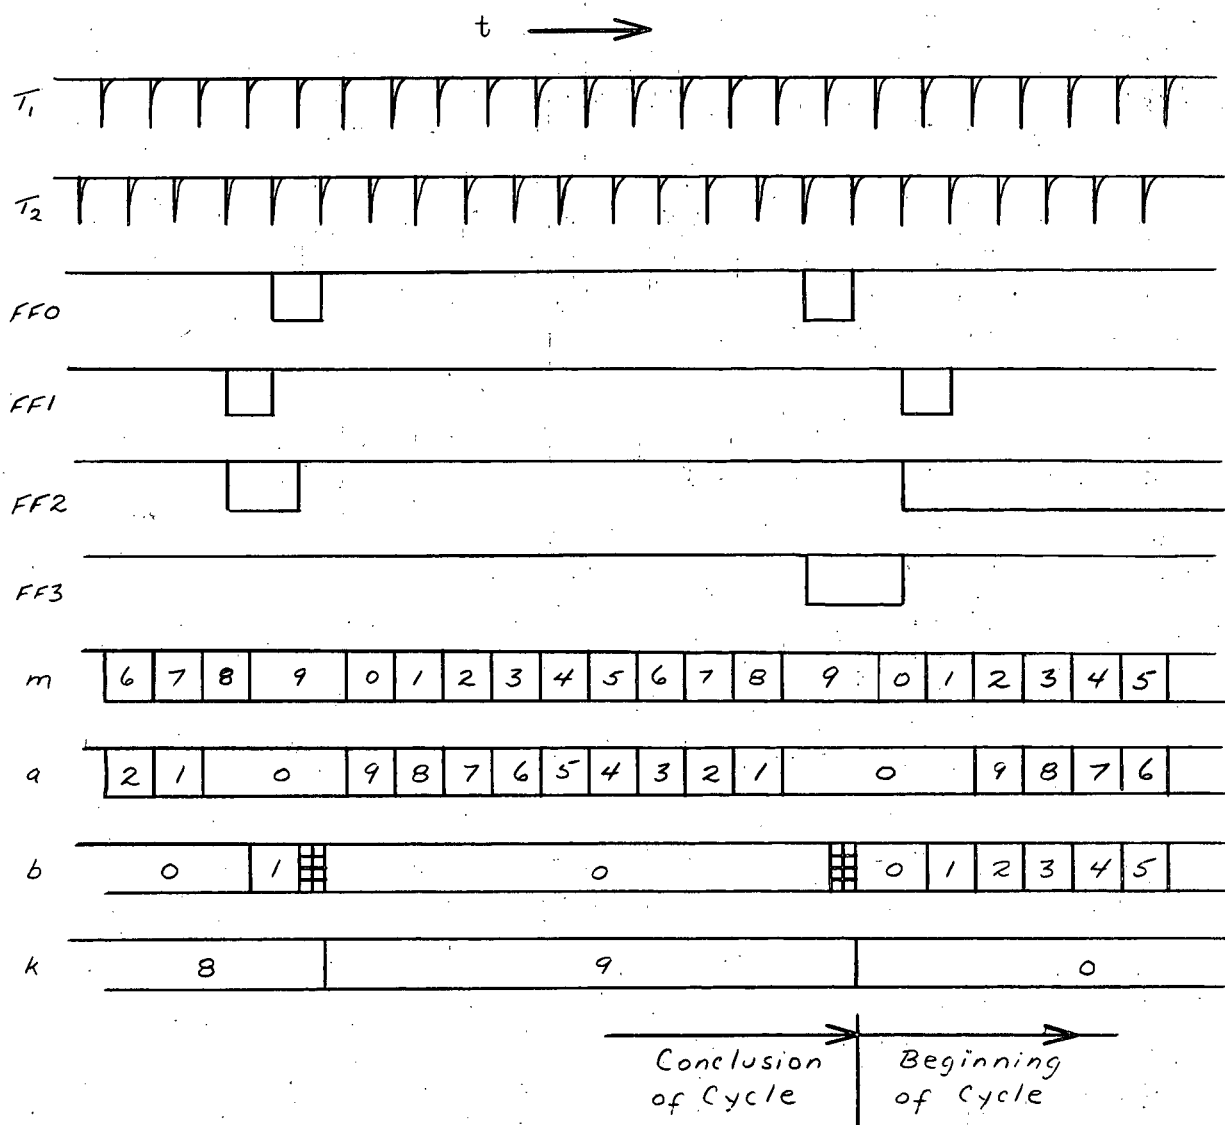 t
T₁
T₂
FF0
FF1
FF2
FF3
m 6 7 8 9 0 1 2 3 4 5 6 7 8 9 0 1 2 3 4 5
a 2 1 0 9 8 7 6 5 4 3 2 1 0 9 8 7 6
b 0 1 0 0 1 2 3 4 5
k 8 9 0
Conclusion Beginning
of Cycle of Cycle